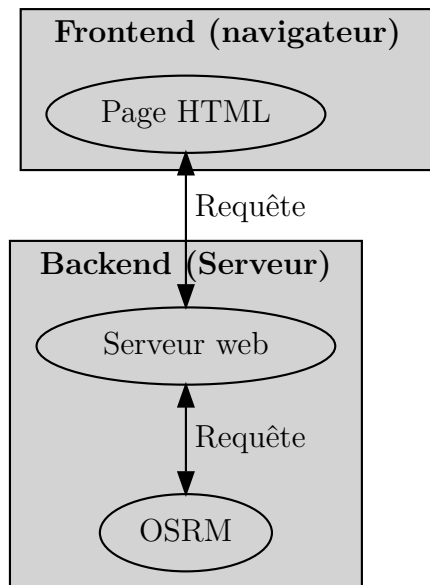 Frontend (navigateur)
Page HTML
Requête
Backend (Serveur)
Serveur web
Requête
OSRM